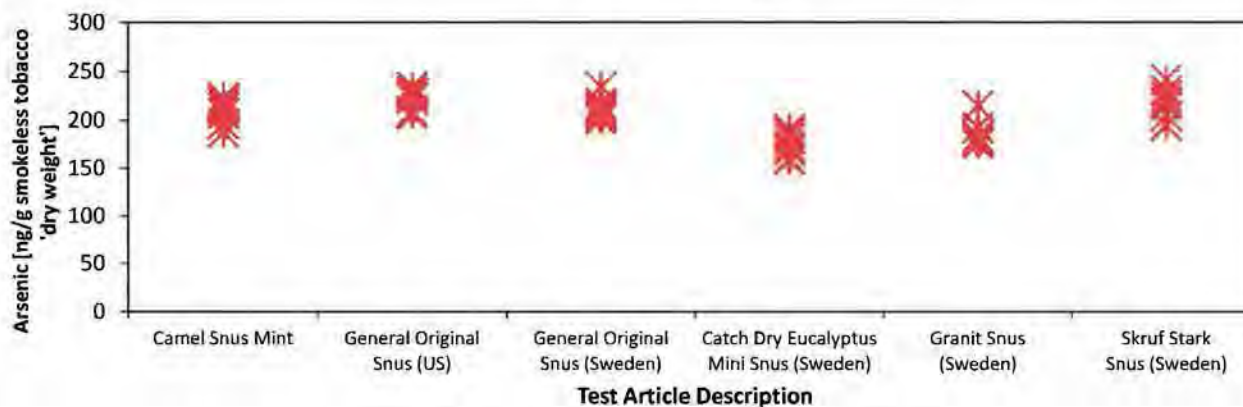 Arsenic [ng/g smokeless tobacco
'dry weight']
300
250
200
150
100
50
0
Camel Snus Mint
General Original
Snus (US)
General Original
Snus (Sweden)
Catch Dry Eucalyptus
Mini Snus (Sweden)
Granit Snus
(Sweden)
Skruf Stark
Snus (Sweden)
Test Article Description